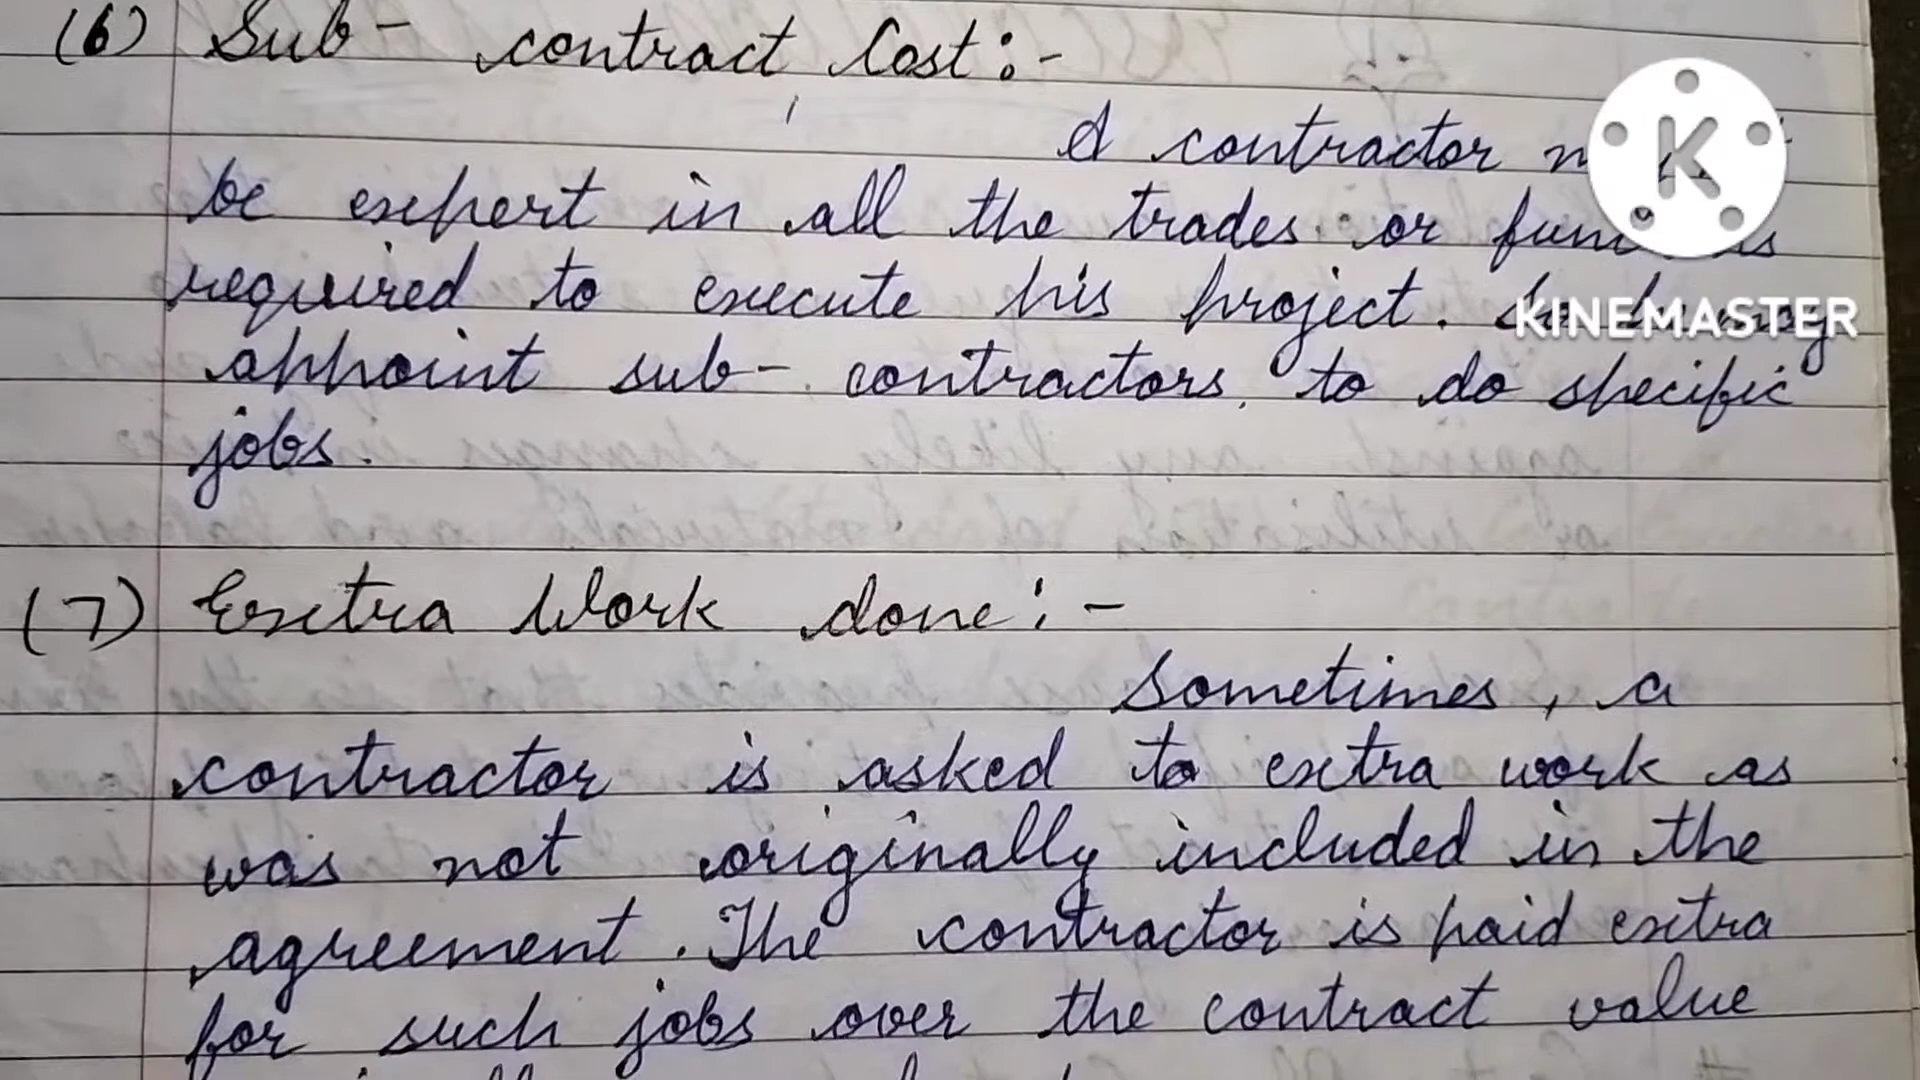 (6) Sub- contract Cost:-
A contractor
be expert in all the trades or
required to execute his project.
KINEMASTER
appoint sub- contractors, to do specific
jobs.
(7) Extra Work done:-
Sometimes, a
contractor is asked to extra work as
was not originally included in the
agreement. The contractor is paid extra
for such jobs over the contract value